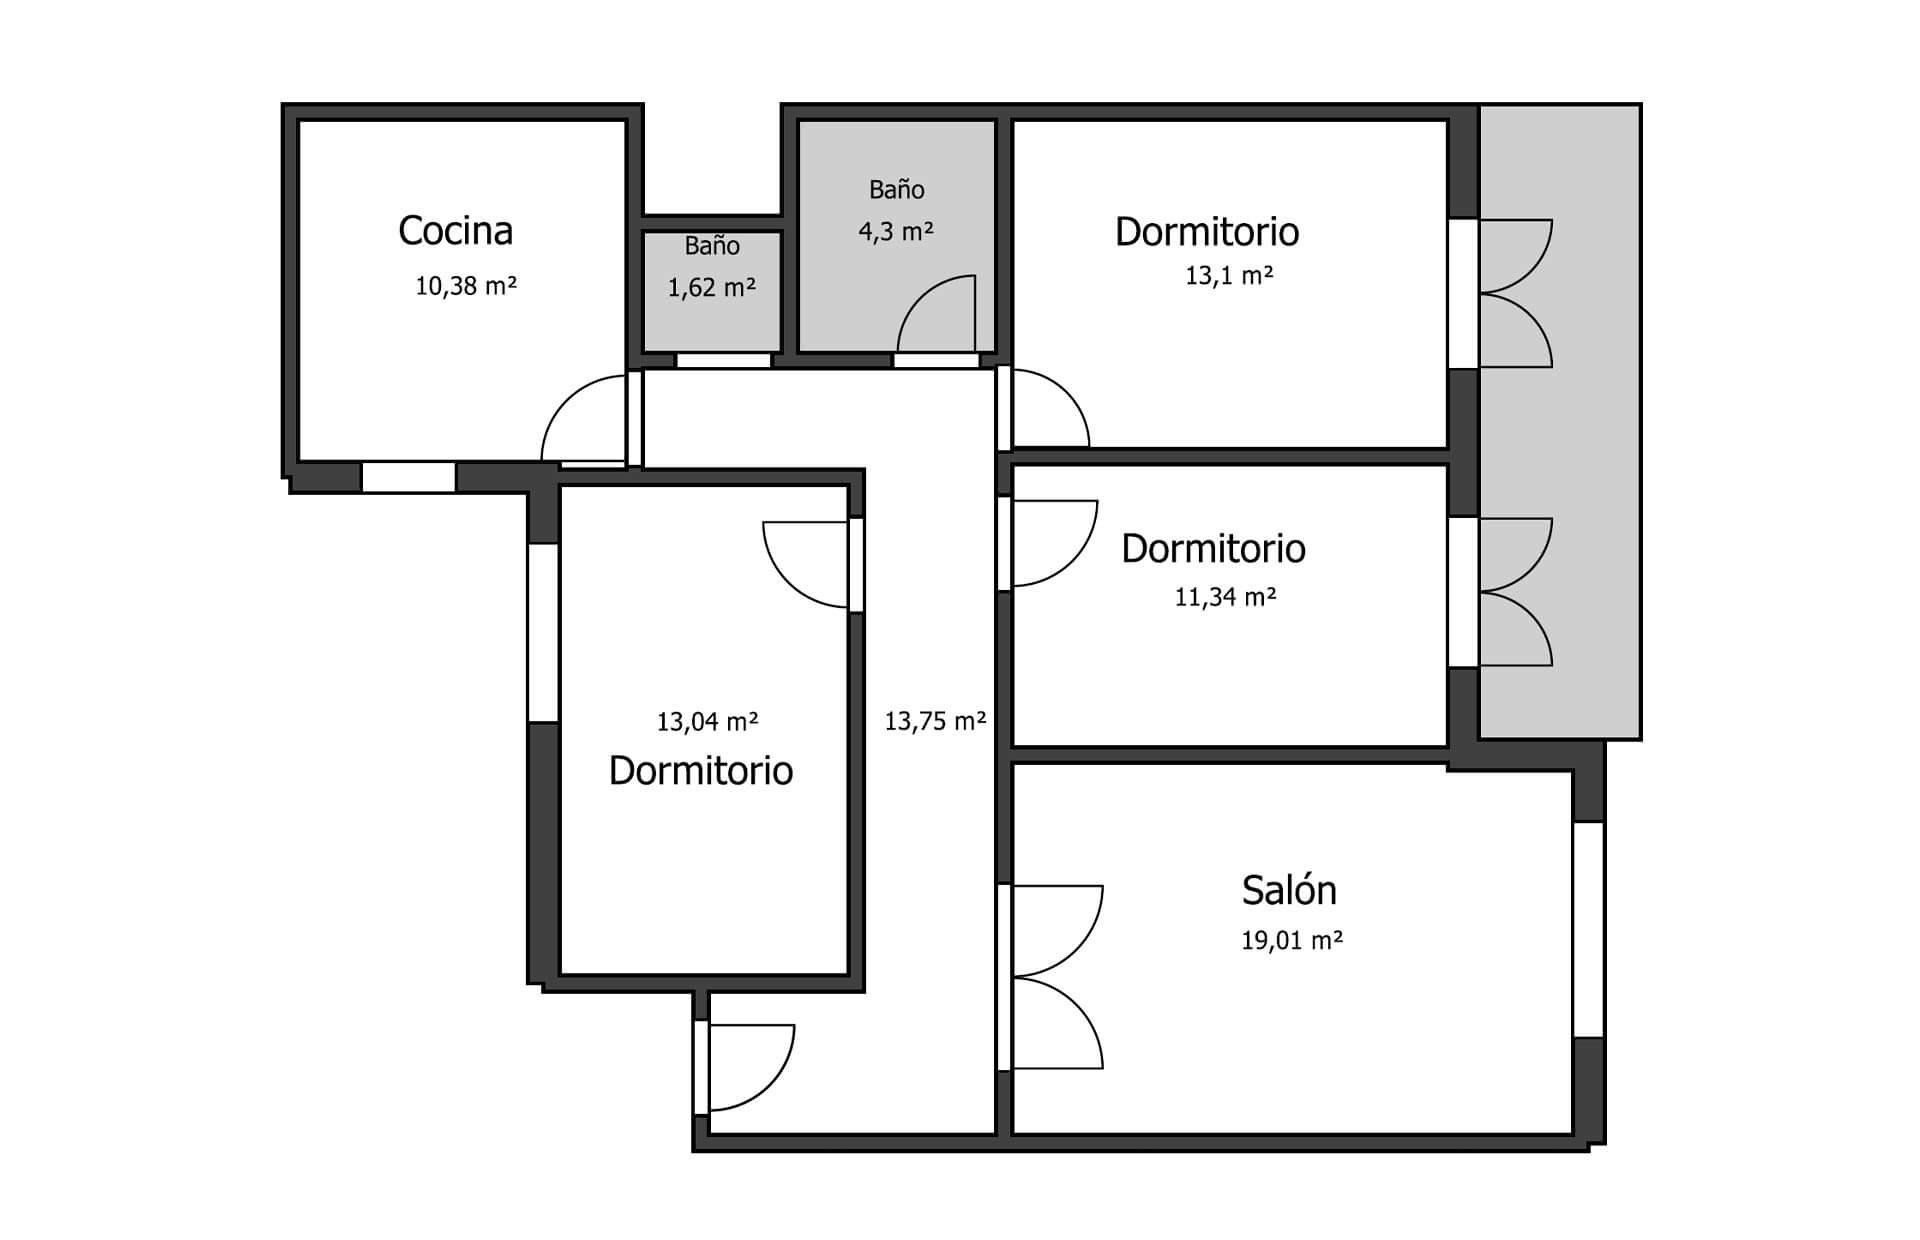 Cocina
10,38 m²
Baño
1,62 m²
Baño
4,3 m²
Dormitorio
13,1 m²
Dormitorio
11,34 m²
13,04 m²
Dormitorio
13,75 m²
Salón
19,01 m²